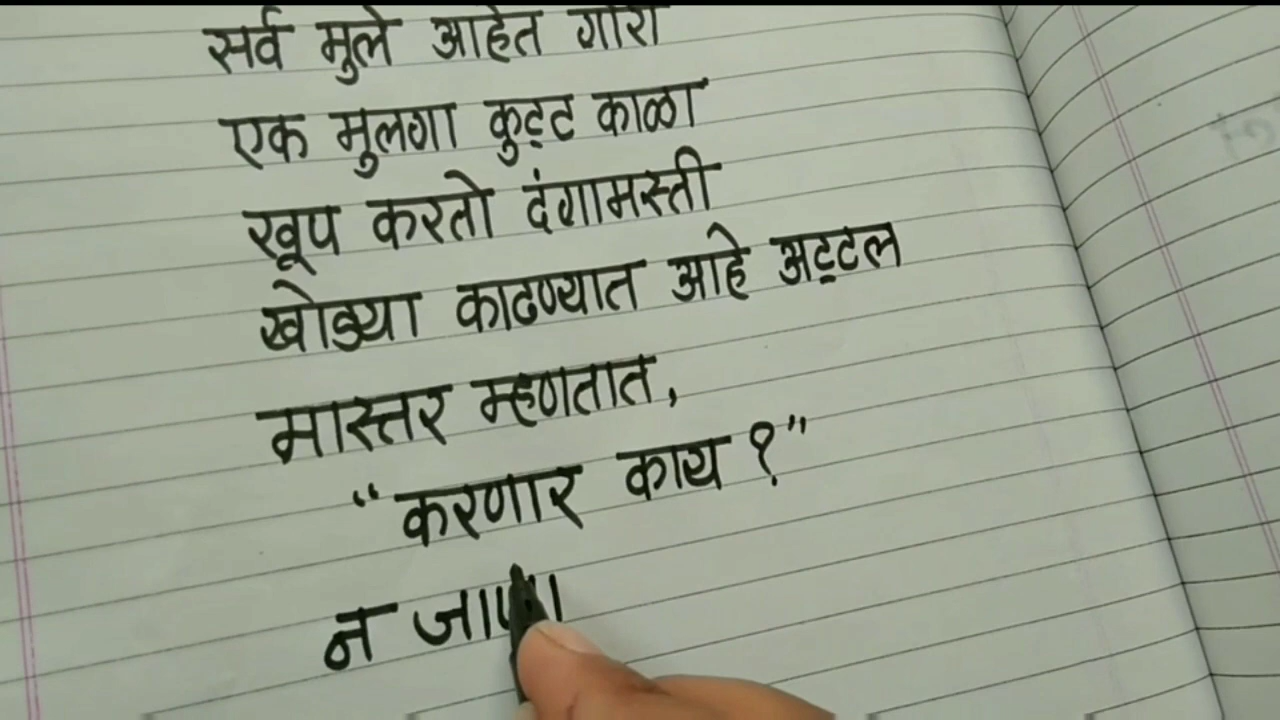 सर्व मुले आहेत गोरी
एक मुलगा कुट्ट काळा
खूप करतो दंगामस्ती
खोड्या काढण्यात आहे अट्टल
मास्तर म्हणतात,
“करणार काय ?”
न